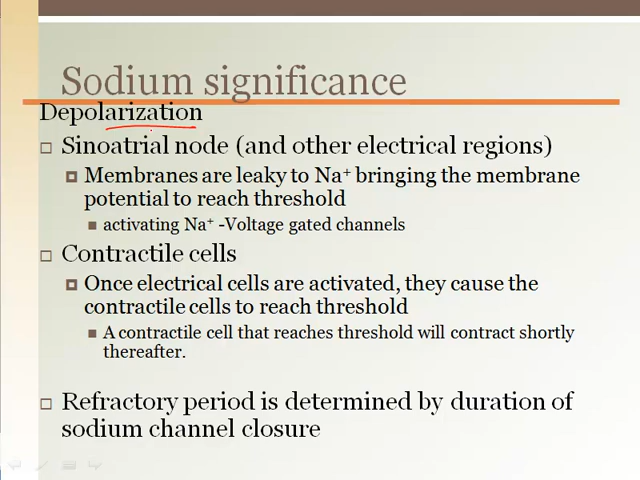 Sodium significance
Depolarization
Sinoatrial node (and other electrical regions)
Membranes are leaky to Na⁺ bringing the membrane
potential to reach threshold
activating Na⁺ -Voltage gated channels
Contractile cells
Once electrical cells are activated, they cause the
contractile cells to reach threshold
A contractile cell that reaches threshold will contract shortly
thereafter.
Refractory period is determined by duration of
sodium channel closure